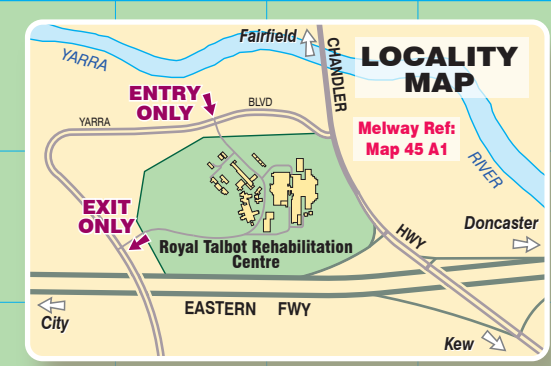 Fairfield
YARRA
CHANDLER
LOCALITY
MAP
ENTRY
ONLY
BLVD
YARRA
Melway Ref:
Map 45 A1
RIVER
EXIT
ONLY
Doncaster
HWY
Royal Talbot Rehabilitation
Centre
EASTERN FWY
City
Kew